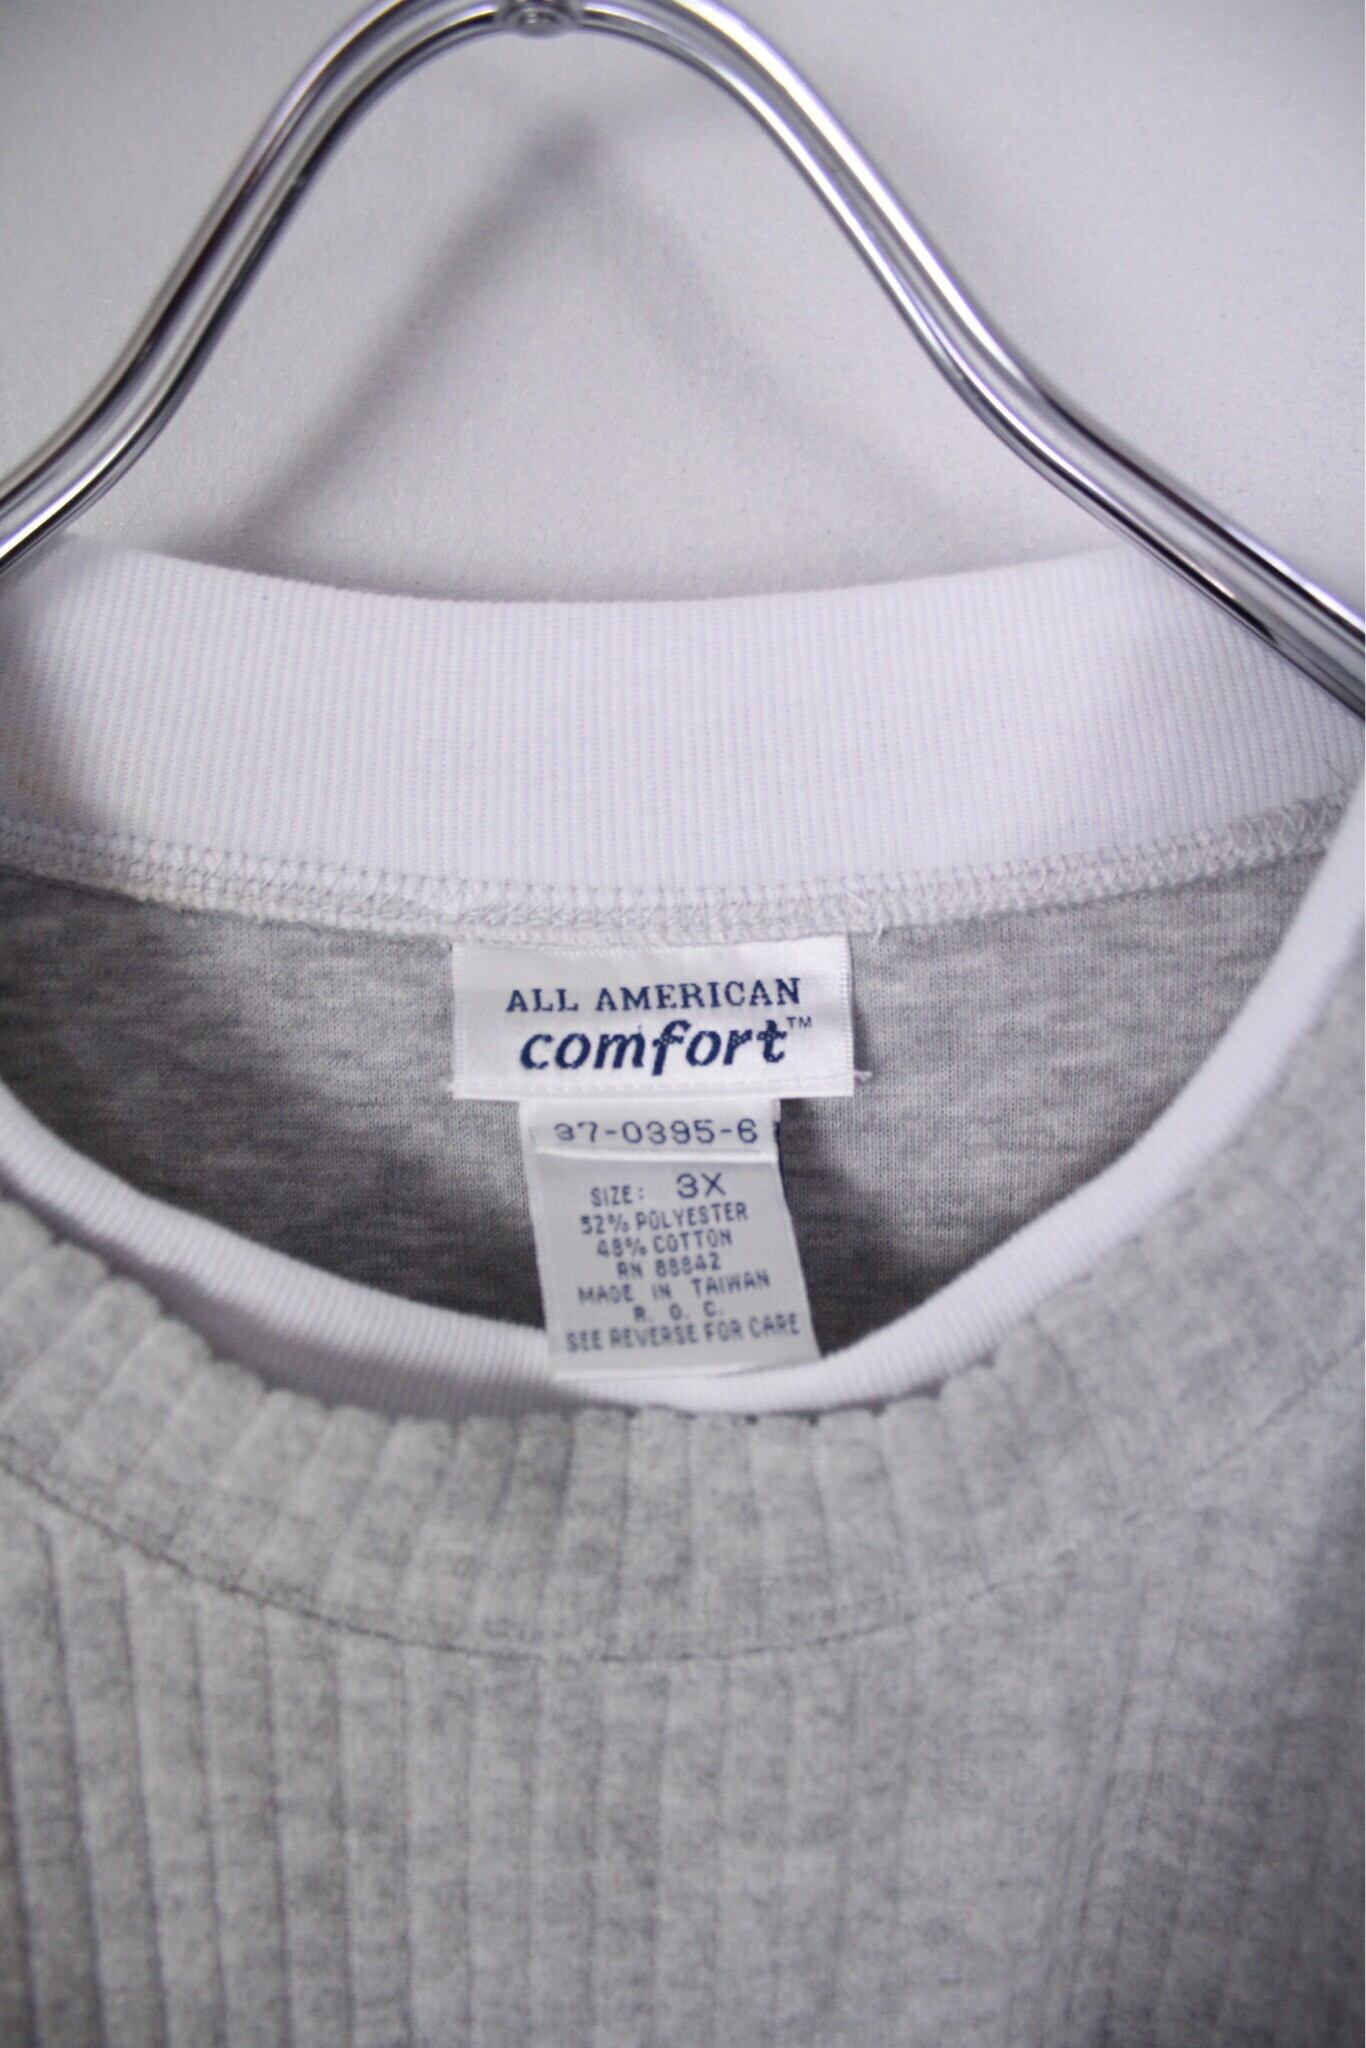 ALL AMERICAN
comfort™
37-0395-6
SIZE: 3X
52% POLYESTER
48% COTTON
RN 88842
MADE IN TAIWAN
R. O. C.
SEE REVERSE FOR CARE